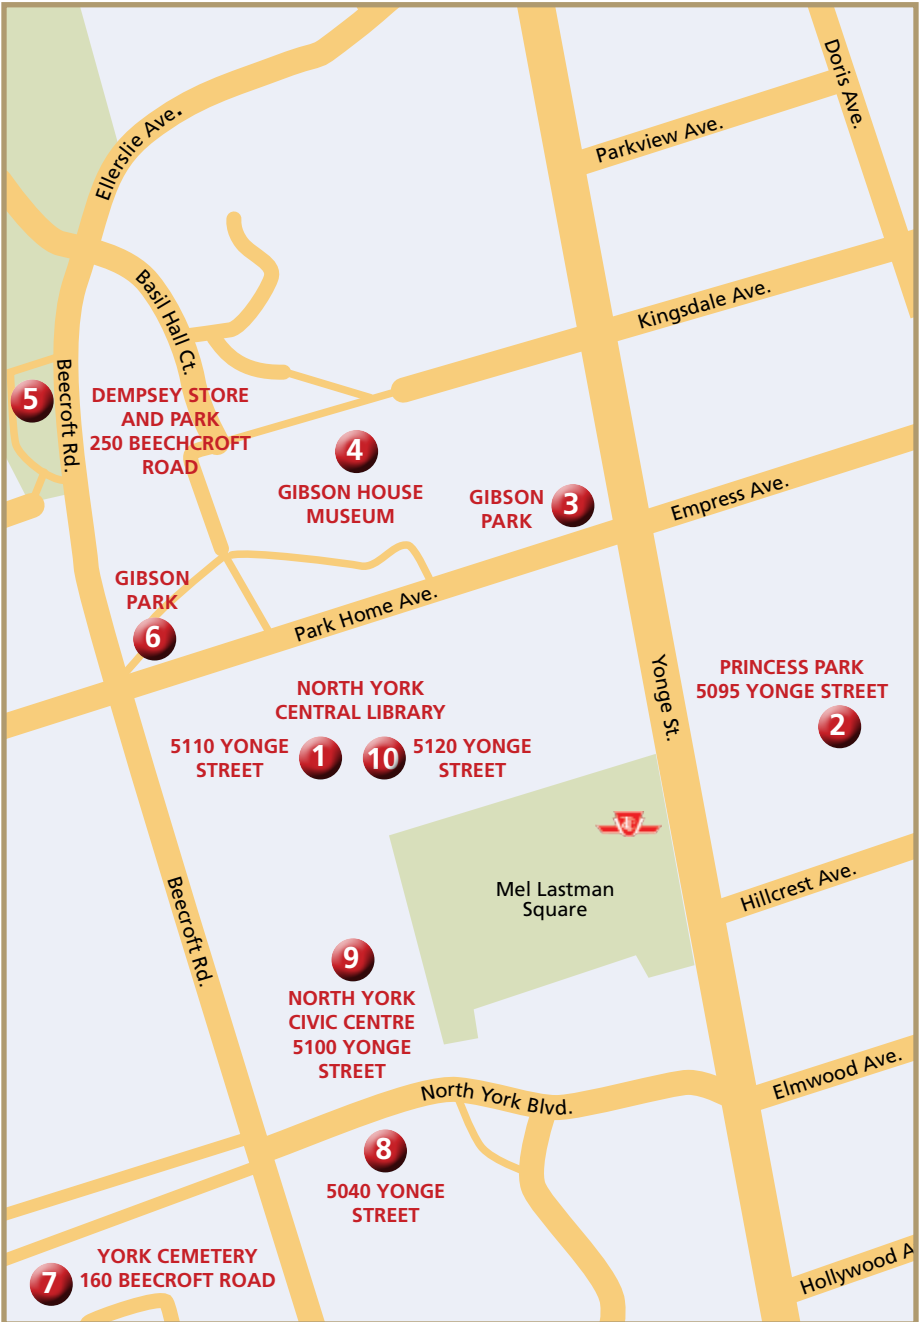 Doris Ave.
Ellerslie Ave.
Parkview Ave.
Basil Hall Ct.
Kingsdale Ave.
Beecroft Rd.
5
DEMPSEY STORE
AND PARK
250 BEECHCROFT
ROAD
4
GIBSON HOUSE
MUSEUM
GIBSON
PARK
3
Empress Ave.
GIBSON
PARK
6
Park Home Ave.
Yonge St.
PRINCESS PARK
5095 YONGE STREET
2
NORTH YORK
CENTRAL LIBRARY
5110 YONGE
STREET
1
10
5120 YONGE
STREET
Mel Lastman
Square
Hillcrest Ave.
Beecroft Rd.
9
NORTH YORK
CIVIC CENTRE
5100 YONGE
STREET
Elmwood Ave.
North York Blvd.
8
5040 YONGE
STREET
YORK CEMETERY
160 BEECROFT ROAD
7
Hollywood A